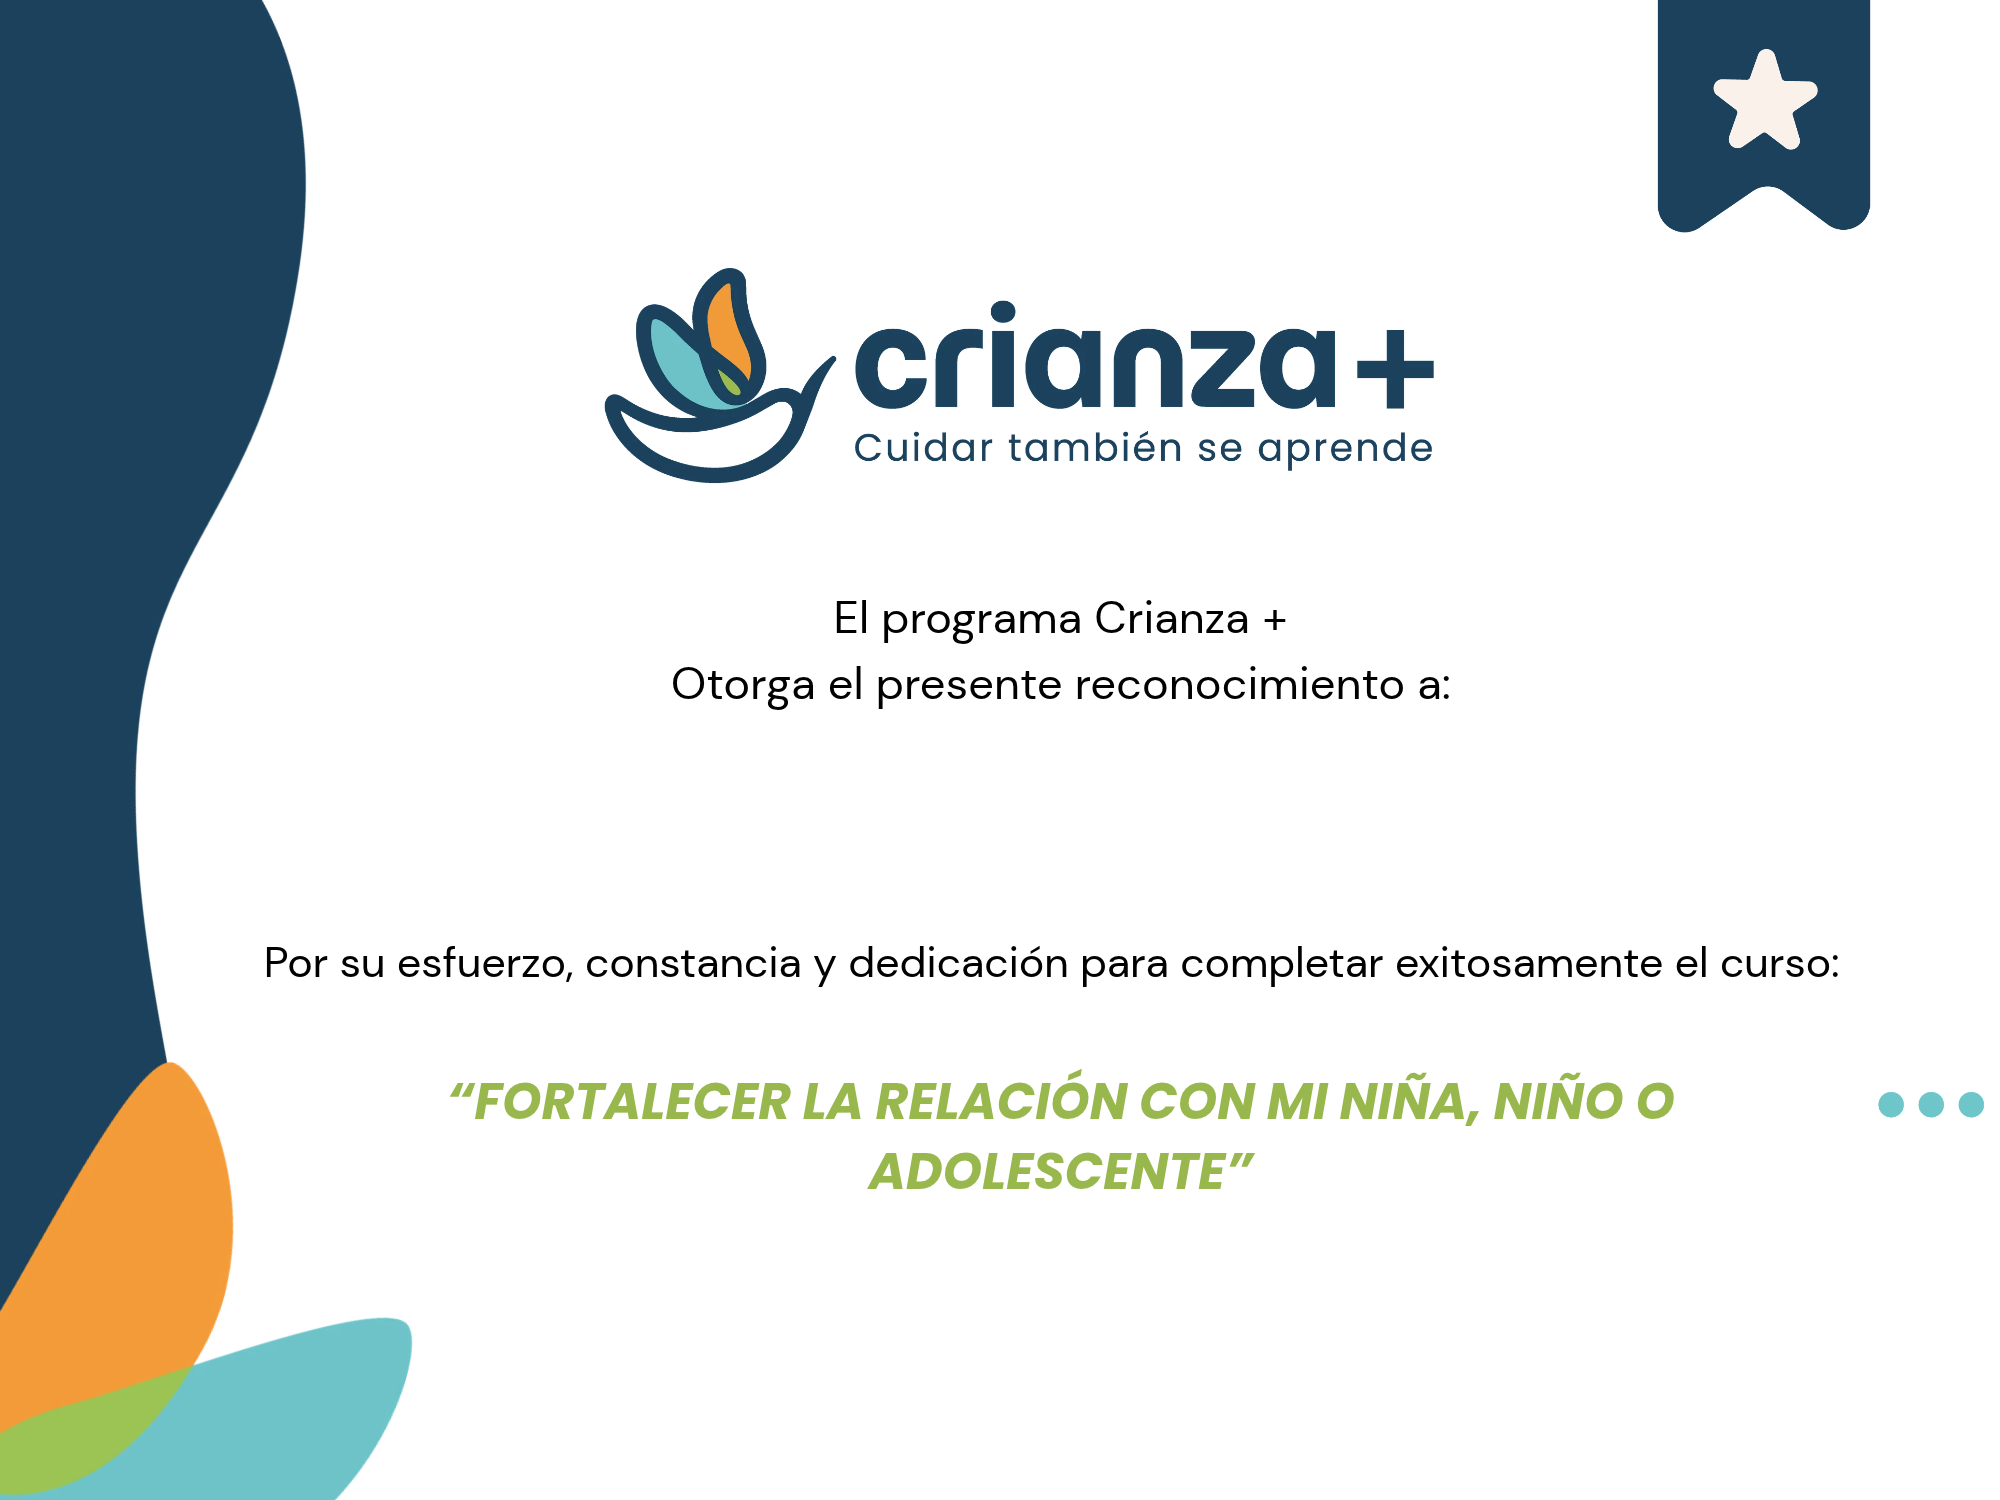 crianza+
Cuidar también se aprende
El programa Crianza +
Otorga el presente reconocimiento a:
Por su esfuerzo, constancia y dedicación para completar exitosamente el curso:
“FORTALECER LA RELACIÓN CON MI NIÑA, NIÑO O
ADOLESCENTE”